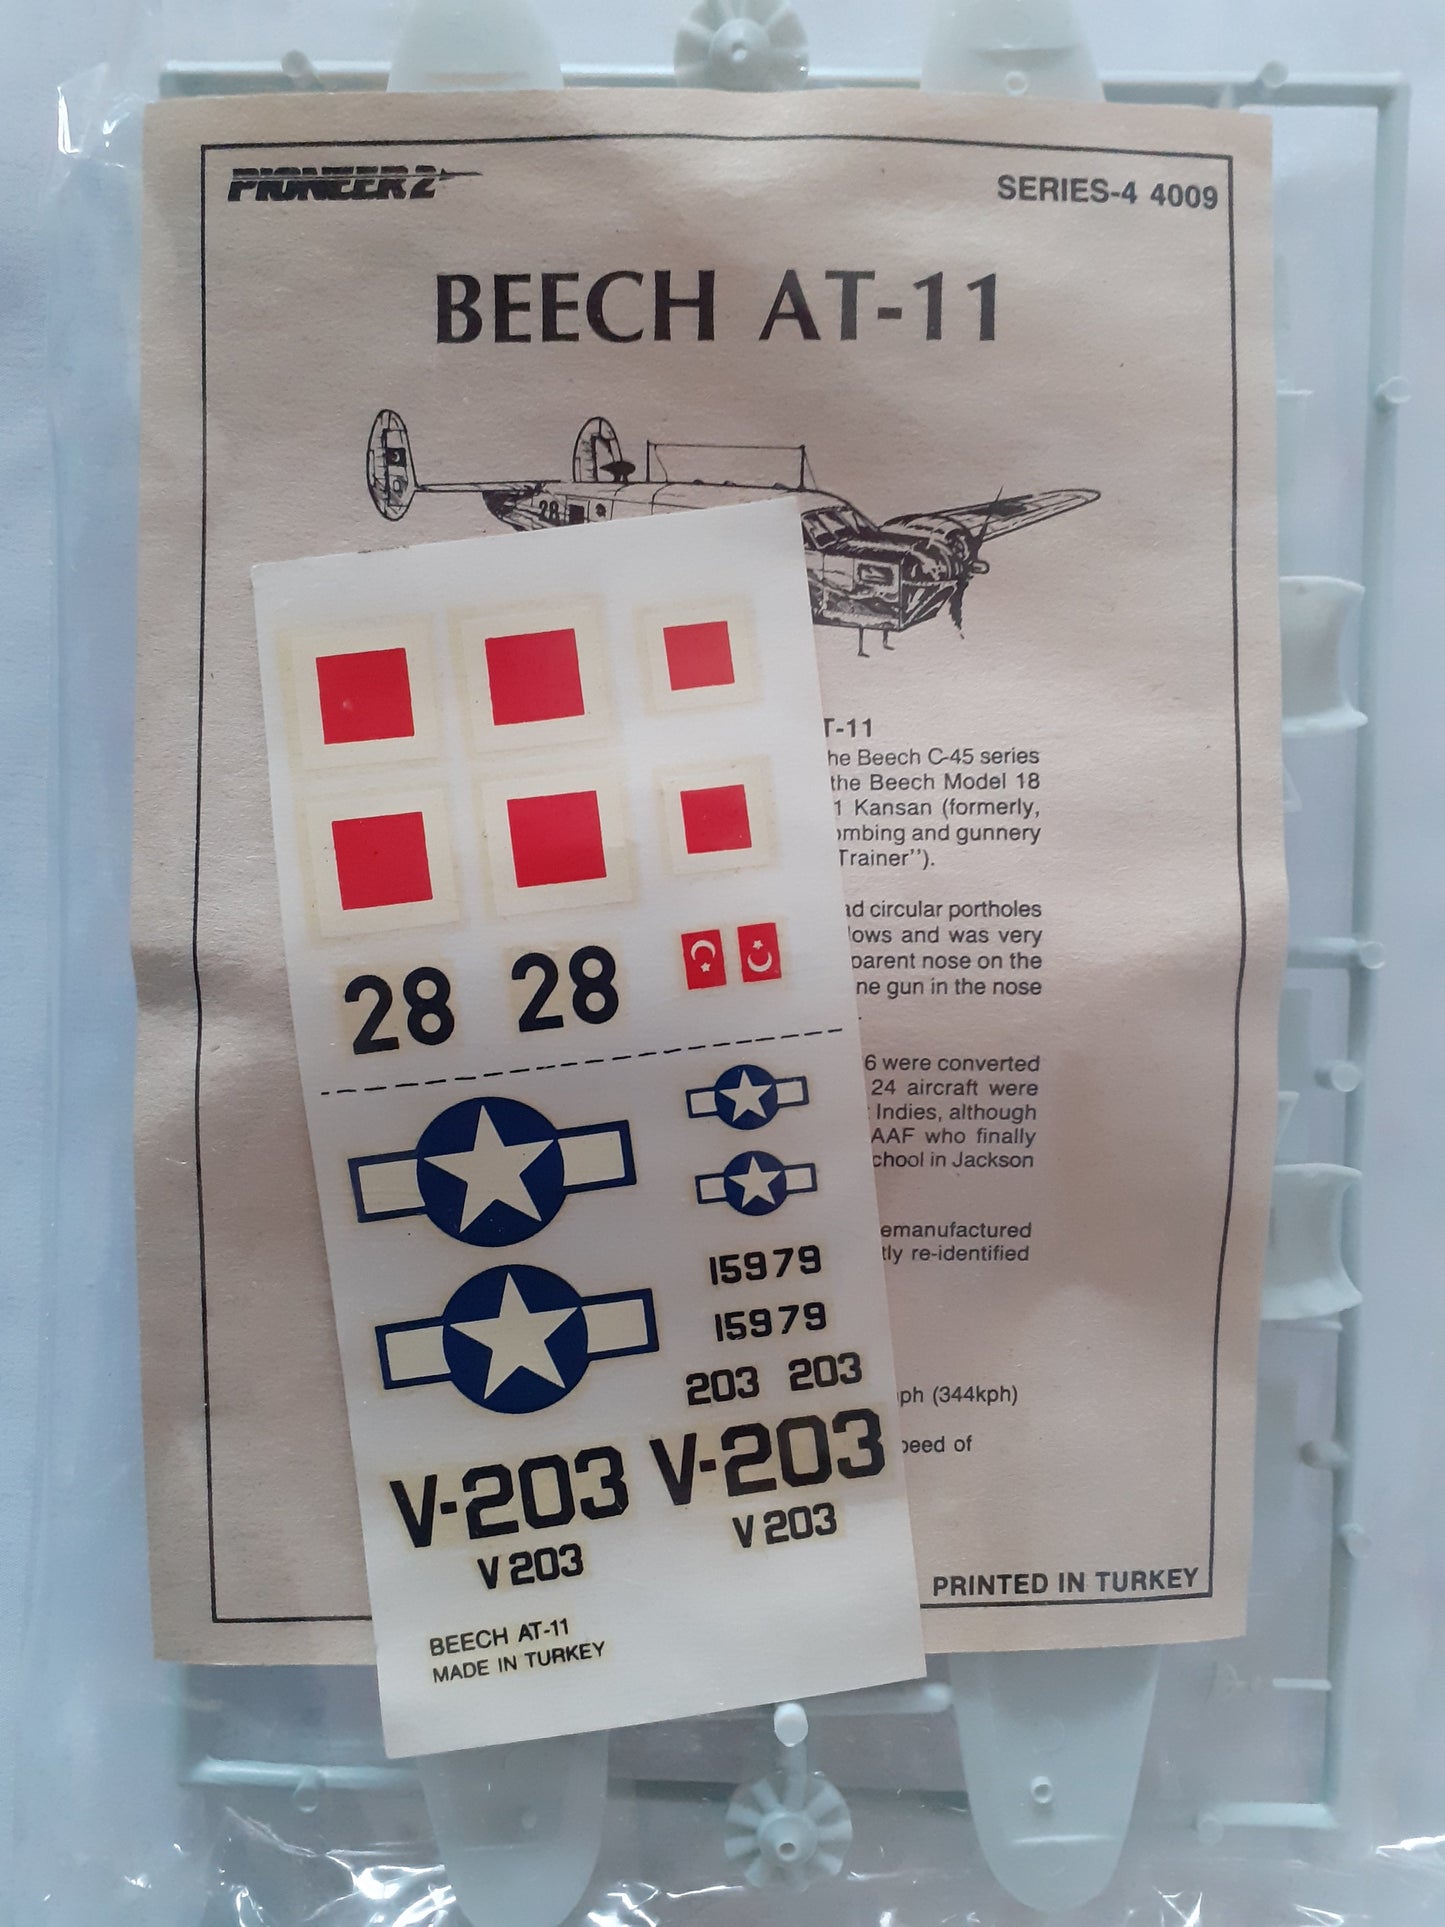 PIONEER 2
SERIES-4 4009
BEECH AT-11
28
T-11
he Beech C-45 series
the Beech Model 18
1 Kansan (formerly,
ombing and gunnery
Trainer").
ad circular portholes
lows and was very
parent nose on the
ne gun in the nose
6 were converted
24 aircraft were
Indies, although
AAF who finally
chool in Jackson
emanufactured
tly re-identified
ph (344kph)
peed of
PRINTED IN TURKEY
28 28
15979
15979
203 203
V-203 V-203
V 203 V 203
BEECH AT-11
MADE IN TURKEY